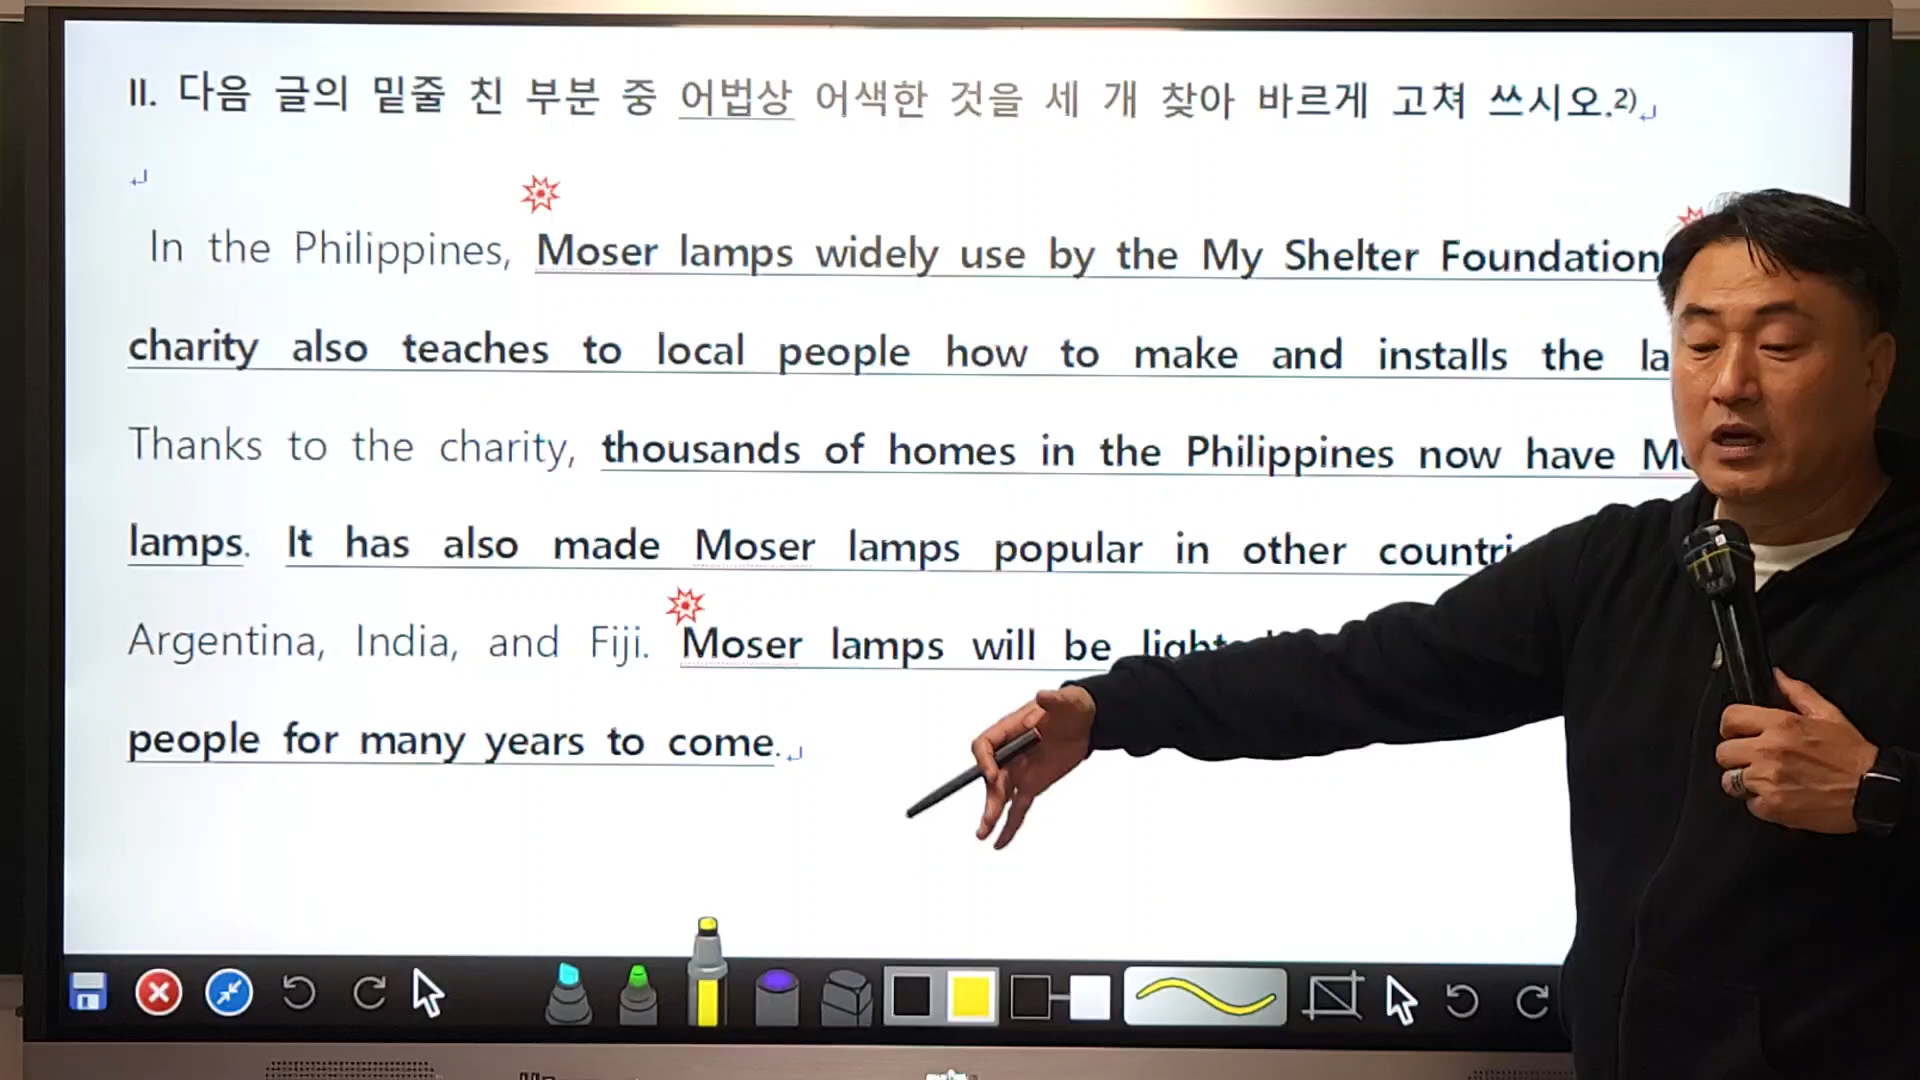 II. 다음 글의 밑줄 친 부분 중 어법상 어색한 것을 세 개 찾아 바르게 고쳐 쓰시오.2)
In the Philippines, Moser lamps widely use by the My Shelter Foundation
charity also teaches to local people how to make and installs the
Thanks to the charity, thousands of homes in the Philippines now have
lamps. It has also made Moser lamps popular in other
Argentina, India, and Fiji. Moser lamps will be
people for many years to come.